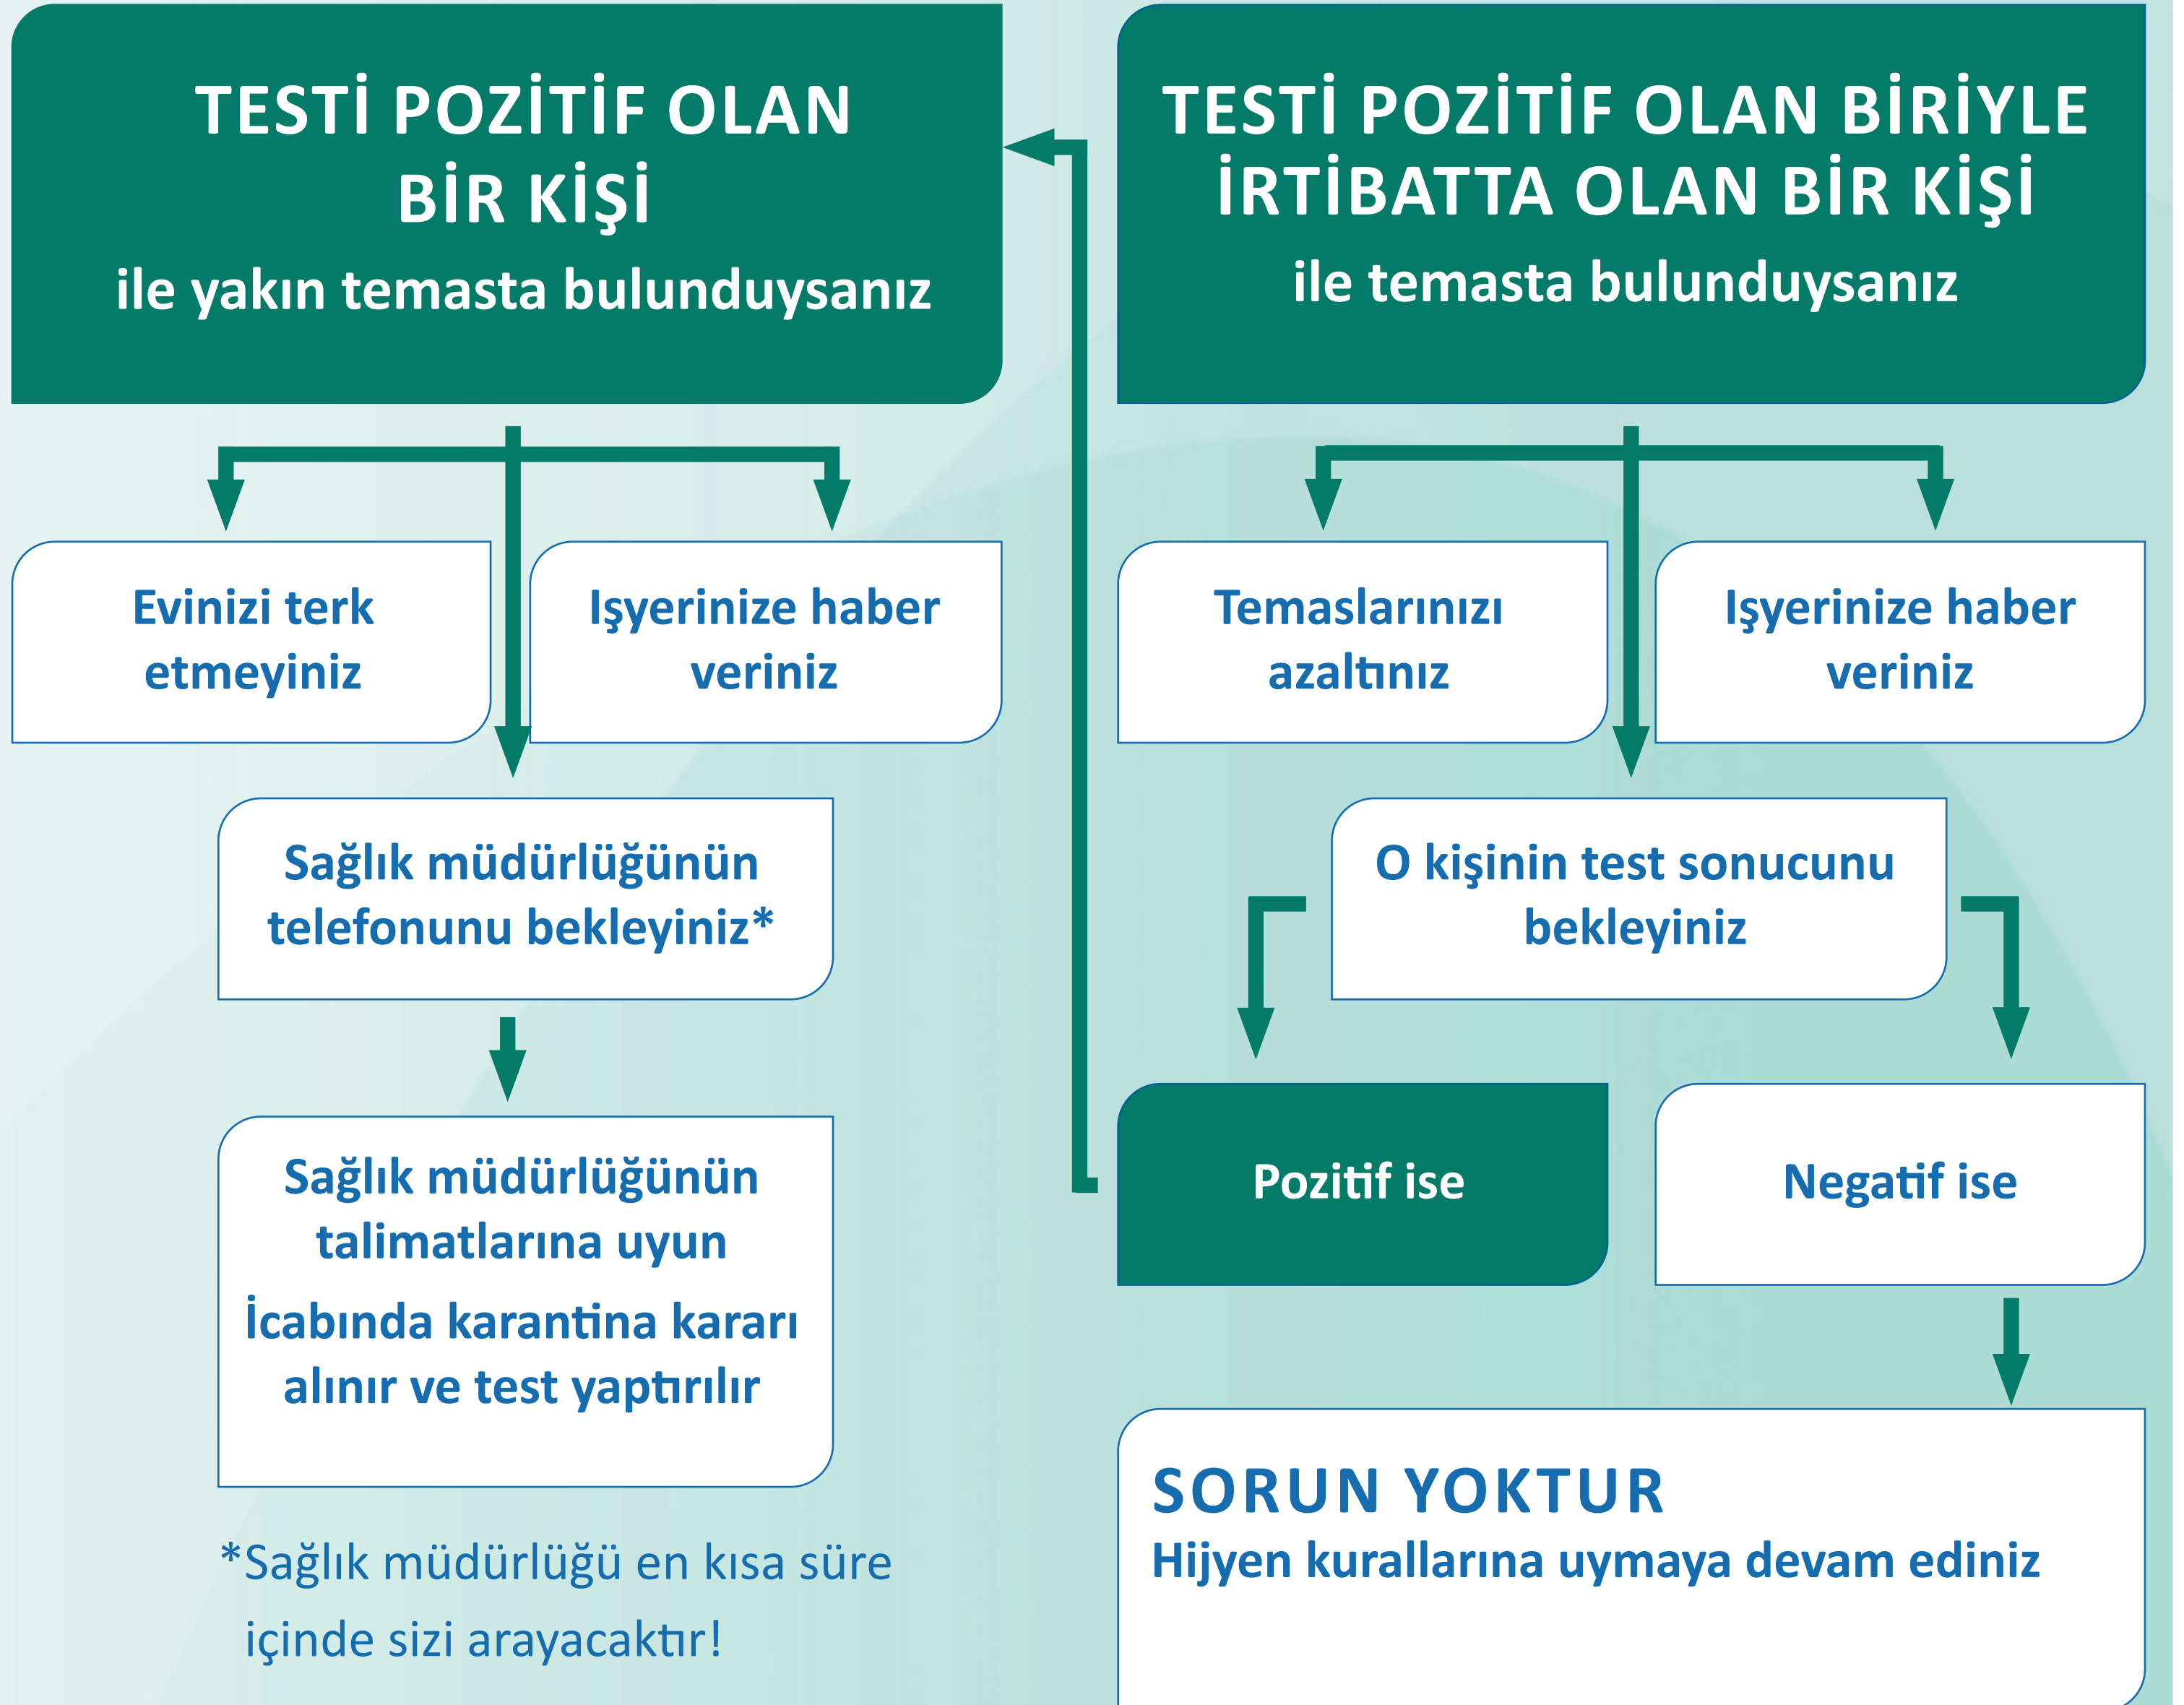 TESTİ POZİTİF OLAN
BİR KİŞİ
ile yakın temasta bulunduysanız
Evinizi terk
etmeyiniz
Işyerinize haber
veriniz
Sağlık müdürlüğünün
telefonunu bekleyiniz*
Sağlık müdürlüğünün
talimatlarına uyun
İcabında karantina kararı
alınır ve test yaptırılır
*Sağlık müdürlüğü en kısa süre
içinde sizi arayacaktır!
TESTİ POZİTİF OLAN BİRİYLE
İRTİBATTA OLAN BİR KİŞİ
ile temasta bulunduysanız
Temaslarınızı
azaltınız
Işyerinize haber
veriniz
O kişinin test sonucunu
bekleyiniz
Pozitif ise
Negatif ise
SORUN YOKTUR
Hijyen kurallarına uymaya devam ediniz